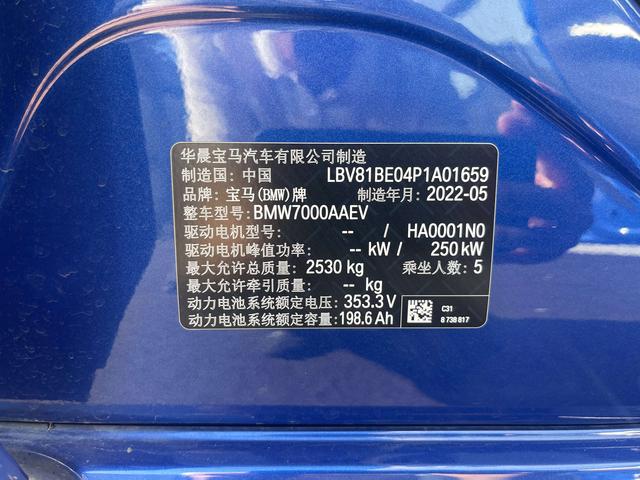 华晨宝马汽车有限公司制造
制造国: 中国 LBV81BE04P1A01659
品牌: 宝马(BMW)牌 制造年月: 2022-05
整车型号: BMW7000AAEV
驱动电机型号: -- / HA0001N0
驱动电机峰值功率: -- kW / 250 kW
最大允许总质量: 2530 kg 乘坐人数: 5
最大允许牵引质量: -- kg
动力电池系统额定电压: 353.3 V
动力电池系统额定容量: 198.6 Ah
C31
8 738 817